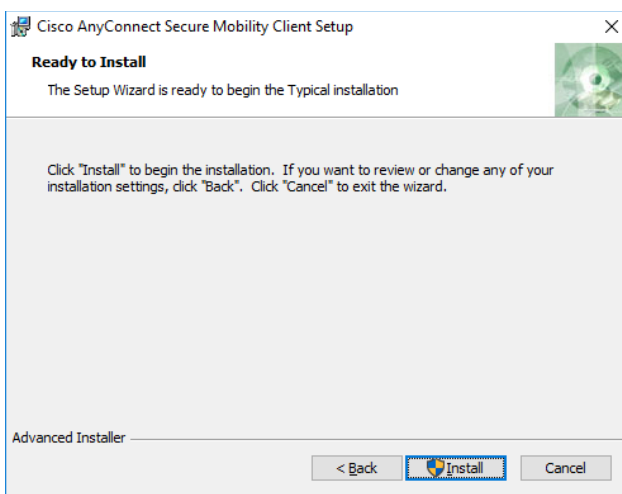 Cisco AnyConnect Secure Mobility Client Setup
Ready to Install
The Setup Wizard is ready to begin the Typical installation
Click "Install" to begin the installation. If you want to review or change any of your
installation settings, click "Back". Click "Cancel" to exit the wizard.
Advanced Installer
< Back
Install
Cancel